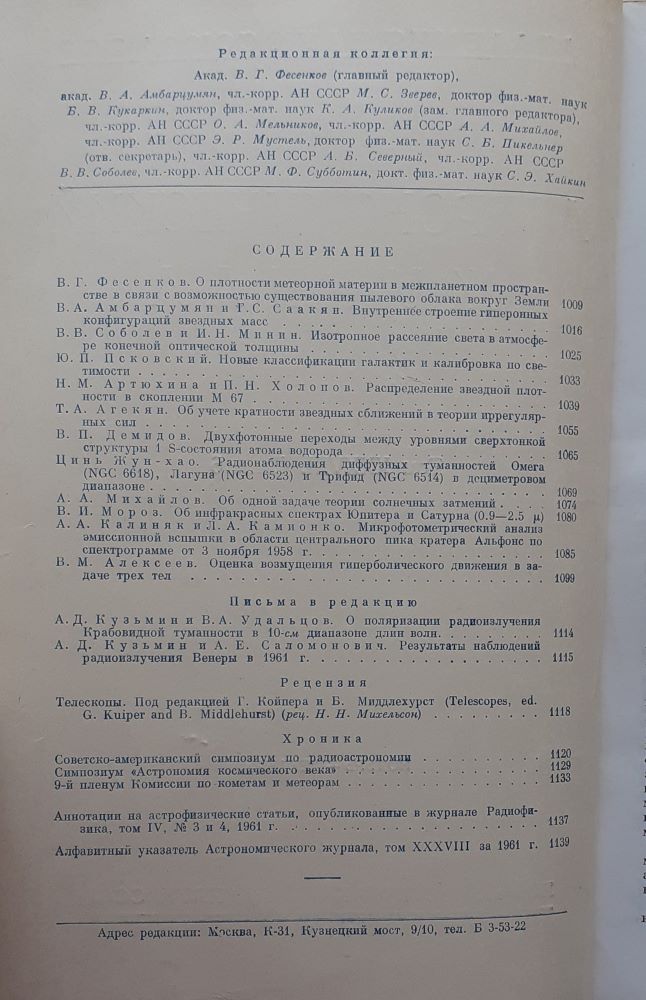 Редакционная коллегия:
Акад. В. Г. Фесенков (главный редактор),
акад. В. А. Амбарцумян, чл.-корр. АН СССР М. С. Зверев, доктор физ.-мат. наук
Б. В. Кукаркин, доктор физ.-мат. наук К. А. Куликов (зам. главного редактора),
чл.-корр. АН СССР О. А. Мельников, чл.-корр. АН СССР А. А. Михайлов,
чл.-корр. АН СССР Э. Р. Мустель, доктор физ.-мат. наук С. Б. Пикельнер
(отв. секретарь), чл.-корр. АН СССР А. Б. Северный, чл.-корр. АН СССР
В. В. Соболев, чл.-корр. АН СССР М. Ф. Субботин, докт. физ.-мат. наук С. Э. Хайкин
СОДЕРЖАНИЕ
В. Г. Фесенков. О плотности метеорной материи в межпланетном простран-
стве в связи с возможностью существования пылевого облака вокруг Земли 1009
В. А. Амбарцумян и Г. С. Саакян. Внутреннее строение гиперонных
конфигураций звездных масс . . . . . . . . . . . . . . . . . . 1016
В. В. Соболев и И. Н. Минин. Изотропное рассеяние света в атмосфе-
ре конечной оптической толщины . . . . . . . . . . . . . . . . 1025
Ю. П. Псковский. Новые классификации галактик и калибровка по све-
тимости . . . . . . . . . . . . . . . . . . . . . . . . . . . 1033
Н. М. Артюхина и П. Н. Холопов. Распределение звездной плот-
ности в скоплении М 67 . . . . . . . . . . . . . . . . . . . . 1039
Т. А. Агекян. Об учете кратности звездных сближений в теории иррегуляр-
ных сил . . . . . . . . . . . . . . . . . . . . . . . . . . . 1055
В. П. Демидов. Двухфотонные переходы между уровнями сверхтонкой
структуры 1 S-состояния атома водорода . . . . . . . . . . . . 1065
Цинь Жун-хао. Радионаблюдения диффузных туманностей Омега
(NGC 6618), Лагуна (NGC 6523) и Трифид (NGC 6514) в дециметровом
диапазоне . . . . . . . . . . . . . . . . . . . . . . . . . . 1069
А. А. Михайлов. Об одной задаче теории солнечных затмений . . . . 1074
В. И. Мороз. Об инфракрасных спектрах Юпитера и Сатурна (0.9—2.5 μ) 1080
А. А. Калиняк и Л. А. Камионко. Микрофотометрический анализ
эмиссионной вспышки в области центрального пика кратера Альфонс по
спектрограмме от 3 ноября 1958 г. . . . . . . . . . . . . . . . 1085
В. М. Алексеев. Оценка возмущения гиперболического движения в за-
даче трех тел . . . . . . . . . . . . . . . . . . . . . . . . 1099
Письма в редакцию
А. Д. Кузьмин и В. А. Удальцов. О поляризации радиоизлучения
Крабовидной туманности в 10-см диапазоне длин волн. . . . . . . . 1114
А. Д. Кузьмин и А. Е. Саломонович. Результаты наблюдений
радиоизлучения Венеры в 1961 г. . . . . . . . . . . . . . . . . 1115
Рецензия
Телескопы. Под редакцией Г. Койпера и Б. Миддлехурст (Telescopes, ed.
G. Kuiper and B. Middlehurst) (рец. Н. Н. Михельсон) . . . . . . . . 1118
Хроника
Советско-американский симпозиум по радиоастрономии . . . . . . . . 1120
Симпозиум «Астрономия космического века» . . . . . . . . . . . . . 1129
9-й пленум Комиссии по кометам и метеорам . . . . . . . . . . . . . 1133
Аннотации на астрофизические статьи, опубликованные в журнале Радиофи-
зика, том IV, № 3 и 4, 1961 г. . . . . . . . . . . . . . . . . . 1137
Алфавитный указатель Астрономического журнала, том XXXVIII за 1961 г. 1139
Адрес редакции: Москва, К-31, Кузнецкий мост, 9/10, тел. Б 3-53-22